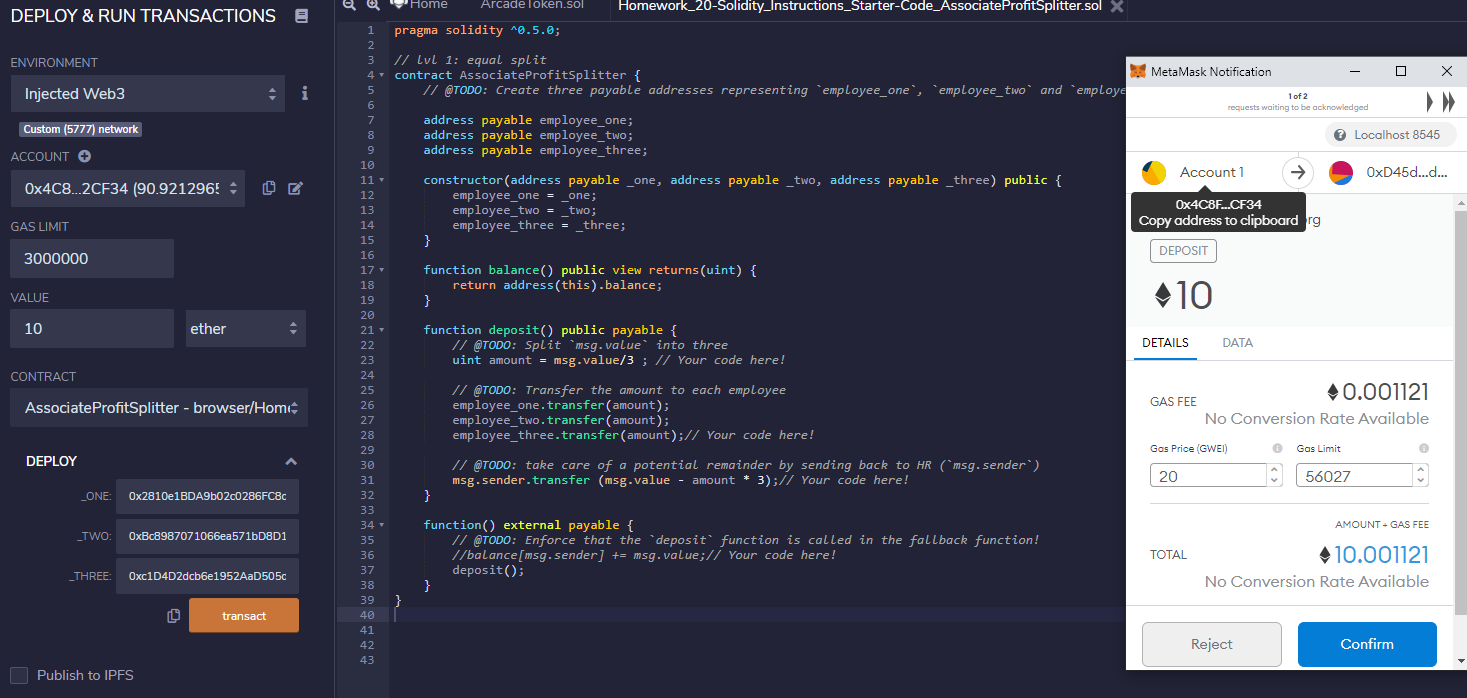 DEPLOY & RUN TRANSACTIONS
ENVIRONMENT
Injected Web3
Custom (5777) network
ACCOUNT
0x4C8...2CF34 (90.9212965
GAS LIMIT
3000000
VALUE
10
ether
CONTRACT
AssociateProfitSplitter - browser/Home
DEPLOY
_ONE:
0x2810e1BDA9b02c0286FC8c
_TWO:
0xBc8987071066ea571bD8D1
_THREE:
0xc1D4D2dcb6e1952AaD505c
transact
Publish to IPFS
Home
ArcadeToken.sol
Homework_20-Solidity_Instructions_Starter-Code_AssociateProfitSplitter.sol
1 pragma solidity ^0.5.0;
2
3 // lvl 1: equal split
4 contract AssociateProfitSplitter {
5 // @TODO: Create three payable addresses representing `employee_one`, `employee_two` and `employe
6
7 address payable employee_one;
8 address payable employee_two;
9 address payable employee_three;
10
11 constructor(address payable _one, address payable _two, address payable _three) public {
12 employee_one = _one;
13 employee_two = _two;
14 employee_three = _three;
15 }
16
17 function balance() public view returns(uint) {
18 return address(this).balance;
19 }
20
21 function deposit() public payable {
22 // @TODO: Split `msg.value` into three
23 uint amount = msg.value/3 ; // Your code here!
24
25 // @TODO: Transfer the amount to each employee
26 employee_one.transfer(amount);
27 employee_two.transfer(amount);
28 employee_three.transfer(amount);// Your code here!
29
30 // @TODO: take care of a potential remainder by sending back to HR (`msg.sender`)
31 msg.sender.transfer (msg.value - amount * 3);// Your code here!
32 }
33
34 function() external payable {
35 // @TODO: Enforce that the `deposit` function is called in the fallback function!
36 //balance[msg.sender] += msg.value;// Your code here!
37 deposit();
38 }
39 }
40
41
42
43
MetaMask Notification
1 of 2
requests waiting to be acknowledged
Localhost 8545
Account 1
0xD45d...d...
0x4C8F...CF34
Copy address to clipboard
org
DEPOSIT
10
DETAILS
DATA
GAS FEE
0.001121
No Conversion Rate Available
Gas Price (GWEI)
Gas Limit
20
56027
AMOUNT + GAS FEE
TOTAL
10.001121
No Conversion Rate Available
Reject
Confirm